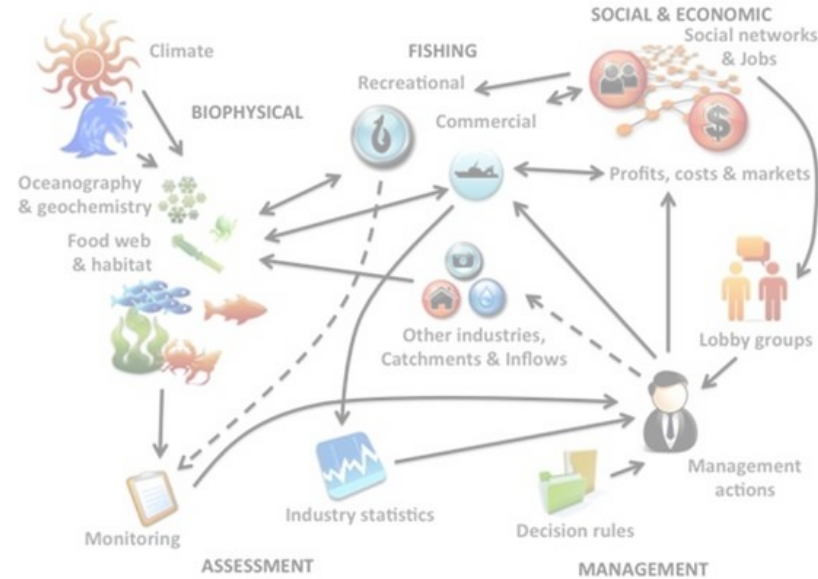 SOCIAL & ECONOMIC
Social networks
& Jobs
Climate
FISHING
Recreational
BIOPHYSICAL
Commercial
$
Oceanography
& geochemistry
Profits, costs & markets
Food web
& habitat
Other industries,
Catchments & Inflows
Lobby groups
Management
actions
Industry statistics
Decision rules
Monitoring
ASSESSMENT
MANAGEMENT